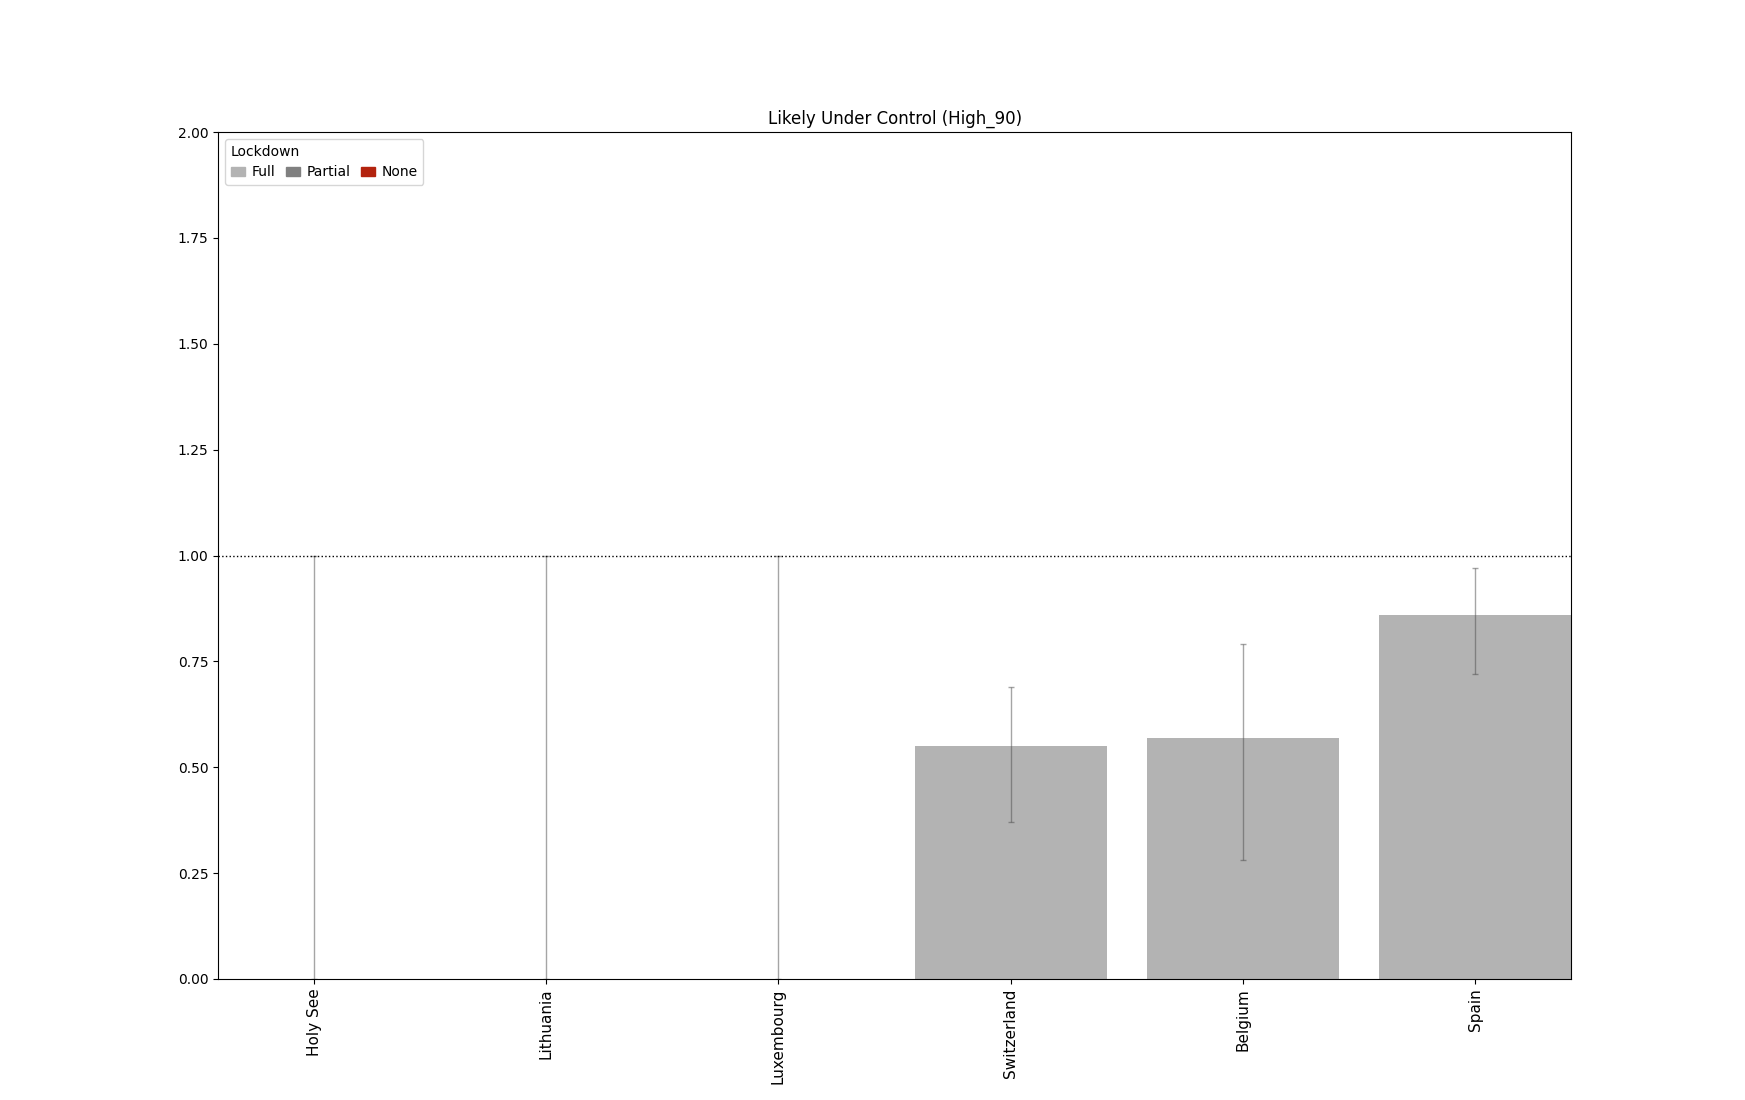 Likely Under Control (High_90)
Lockdown
Full Partial None
2.00
1.75
1.50
1.25
1.00
0.75
0.50
0.25
0.00
Holy See
Lithuania
Luxembourg
Switzerland
Belgium
Spain